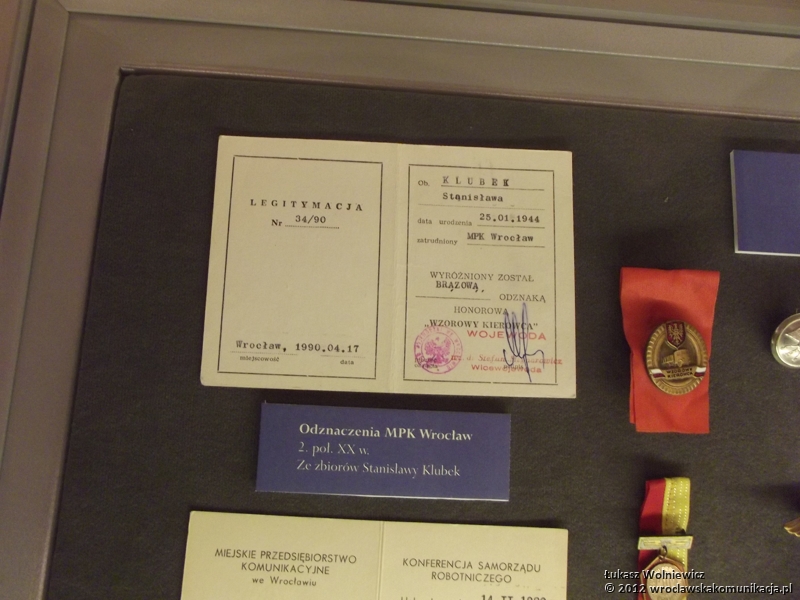 LEGITYMACJA
Nr 34/90
Wrocław, 1990.04.17
miejscowość data
Ob. KLUBEK
Stanisława
data urodzenia 25.01.1944
zatrudniony MPK Wrocław
WYRÓŻNIONY ZOSTAŁ
BRĄZOWĄ
ODZNAKĄ
HONOROWĄ
„WZOROWY KIEROWCA"
WOJEWODA
Wicewojewoda
Odznaczenia MPK Wrocław
2. poł. XX w.
Ze zbiorów Stanisławy Klubek
MIEJSKIE PRZEDSIĘBIORSTWO
KOMUNIKACYJNE
we Wrocławiu
KONFERENCJA SAMORZĄDU
ROBOTNICZEGO
Łukasz Wolniewicz
© 2012 wroclawskakomunikacja.pl